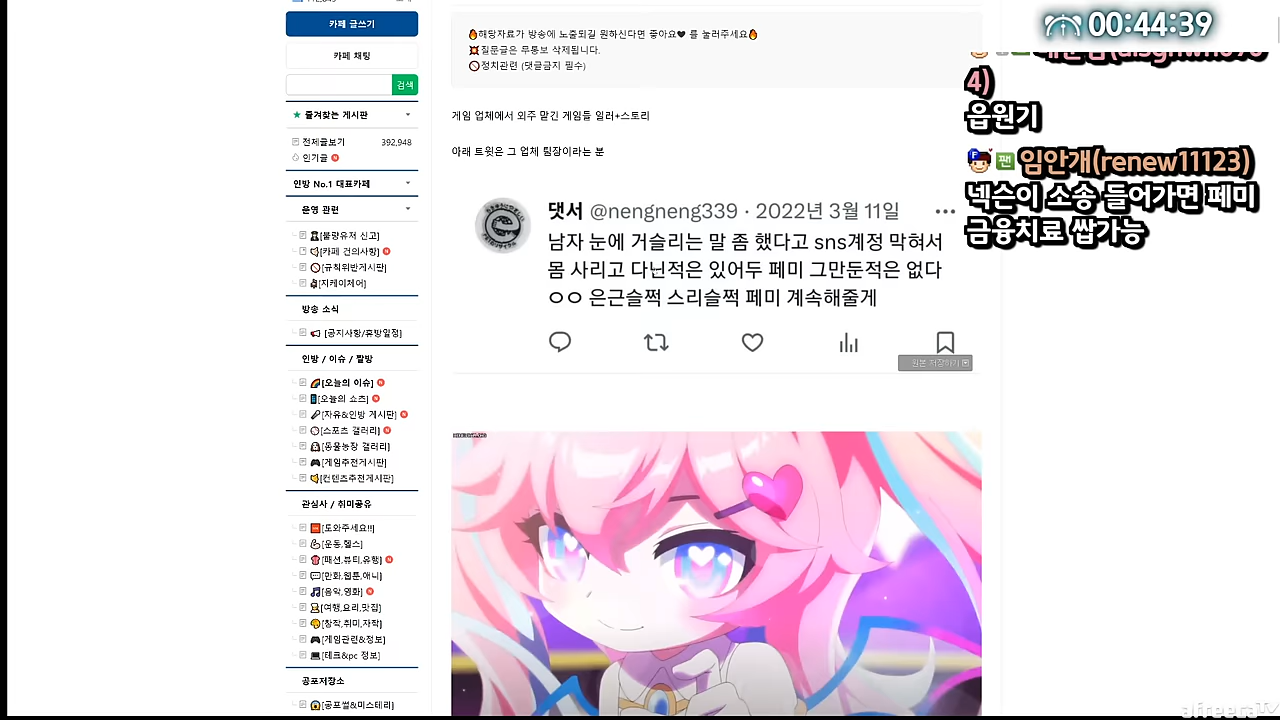 카페 글쓰기
카페 채팅
검색
★ 즐겨찾는 게시판
전체글보기 392,948
인기글
인방 No.1 대표카페
운영 관련
[불량유저 신고]
[카페 건의사항]
[규칙위반게시판]
[지케이제어]
방송 소식
[공지사항/휴방일정]
인방 / 이슈 / 짤방
[오늘의 이슈]
[오늘의 쇼츠]
[자유&인방 게시판]
[스포츠 갤러리]
[동물농장 갤러리]
[게임추천게시판]
[컨텐츠추천게시판]
관심사 / 취미공유
[도와주세요!!]
[운동,헬스]
[패션,뷰티,유행]
[만화,웹툰,애니]
[음악,영화]
[여행,요리,맛집]
[창작,취미,자작]
[게임관련&정보]
[테크&pc 정보]
공포저장소
[공포썰&미스테리]
🔥해당자료가 방송에 노출되길 원하신다면 좋아요♥ 를 눌러주세요🔥
💥질문글은 무통보 삭제됩니다.
🚫정치관련 (댓글금지 필수)
게임 업체에서 외주 맡긴 게임들 일러+스토리
아래 트윗은 그 업체 팀장이라는 분
댓서 @nengneng339 · 2022년 3월 11일
남자 눈에 거슬리는 말 좀 했다고 sns계정 막혀서
몸 사리고 다닌적은 있어두 페미 그만둔적은 없다
ㅇㅇ 은근슬쩍 스리슬쩍 페미 계속해줄게
원본 저장하기
00:44:39
4)
읍원기
팬 임안개(renew11123)
넥슨이 소송 들어가면 페미
금융치료 쌉가능
afreecaTV